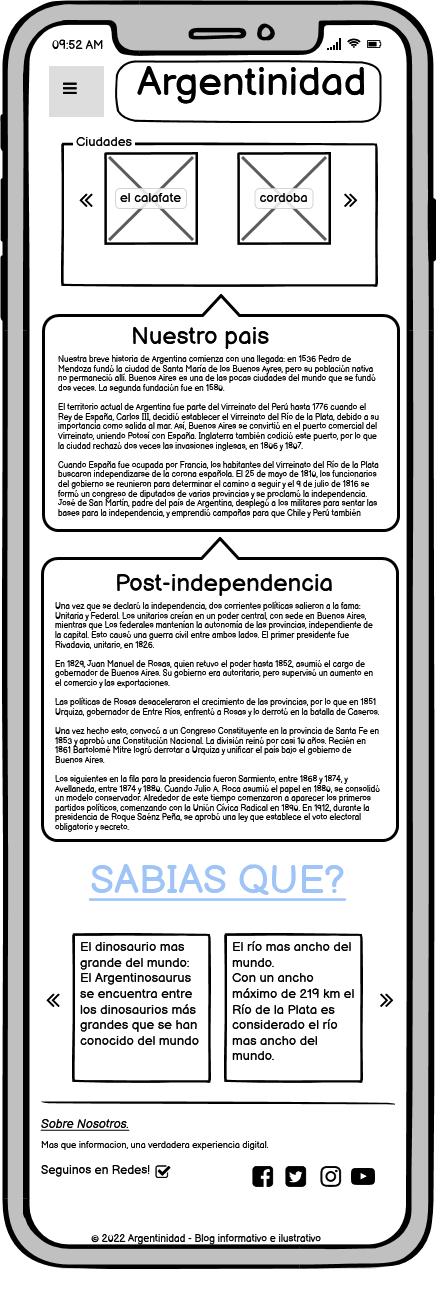 09:52 AM
Argentinidad
Ciudades
el calafate
cordoba
Nuestro pais
Nuestra breve historia de Argentina comienza con una llegada: en 1536 Pedro de
Mendoza fundó la ciudad de Santa María de los Buenos Ayres, pero su población nativa
no permaneció allí. Buenos Aires es una de las pocas ciudades del mundo que se fundó
dos veces. La segunda fundación fue en 1580.
El territorio actual de Argentina fue parte del Virreinato del Perú hasta 1776 cuando el
Rey de España, Carlos III, decidió establecer el Virreinato del Río de la Plata, debido a su
importancia como salida al mar. Así, Buenos Aires se convirtió en el puerto comercial del
Virreinato, uniendo Potosí con España. Inglaterra también codició este puerto, por lo que
la ciudad rechazó dos veces las invasiones inglesas, en 1806 y 1807.
Cuando España fue ocupada por Francia, los habitantes del Virreinato del Río de la Plata
buscaron independizarse de la corona española. El 25 de mayo de 1810, los funcionarios
del gobierno se reunieron para determinar el camino a seguir y el 9 de julio de 1816 se
formó un congreso de diputados de varias provincias y se proclamó la independencia.
José de San Martín, padre del país de Argentina, desplegó a los militares para sentar las
bases para la independencia, y emprendió campañas para que Chile y Perú también
Post-independencia
Una vez que se declaró la independencia, dos corrientes políticas salieron a la fama:
Unitaria y Federal. Los unitarios creían en un poder central, con sede en Buenos Aires,
mientras que Los federales mantenían la autonomía de las provincias, independiente de
la capital. Esto causó una guerra civil entre ambos lados. El primer presidente fue
Rivadavia, unitario, en 1826.
En 1829, Juan Manuel de Rosas, quien retuvo el poder hasta 1852, asumió el cargo de
gobernador de Buenos Aires. Su gobierno era autoritario, pero supervisó un aumento en
el comercio y las exportaciones.
Las políticas de Rosas desaceleraron el crecimiento de las provincias, por lo que en 1851
Urquiza, gobernador de Entre Ríos, enfrentó a Rosas y lo derrotó en la batalla de Caseros.
Una vez hecho esto, convocó a un Congreso Constituyente en la provincia de Santa Fe en
1853 y aprobó una Constitución Nacional. La división reinó por casi 10 años. Recién en
1861 Bartolomé Mitre logró derrotar a Urquiza y unificar el país bajo el gobierno de
Buenos Aires.
Los siguientes en la fila para la presidencia fueron Sarmiento, entre 1868 y 1874, y
Avellaneda, entre 1874 y 1880. Cuando Julio A. Roca asumió el papel en 1880, se consolidó
un modelo conservador. Alrededor de este tiempo comenzaron a aparecer los primeros
partidos políticos, comenzando con la Unión Cívica Radical en 1890. En 1912, durante la
presidencia de Roque Saénz Peña, se aprobó una ley que establece el voto electoral
obligatorio y secreto.
SABIAS QUE?
El dinosaurio mas
grande del mundo:
El Argentinosaurus
se encuentra entre
los dinosaurios más
grandes que se han
conocido del mundo
El río mas ancho del
mundo.
Con un ancho
máximo de 219 km el
Río de la Plata es
considerado el río
mas ancho del
mundo.
Sobre Nosotros.
Mas que informacion, una verdadera experiencia digital.
Seguinos en Redes!
© 2022 Argentinidad - Blog informativo e ilustrativo